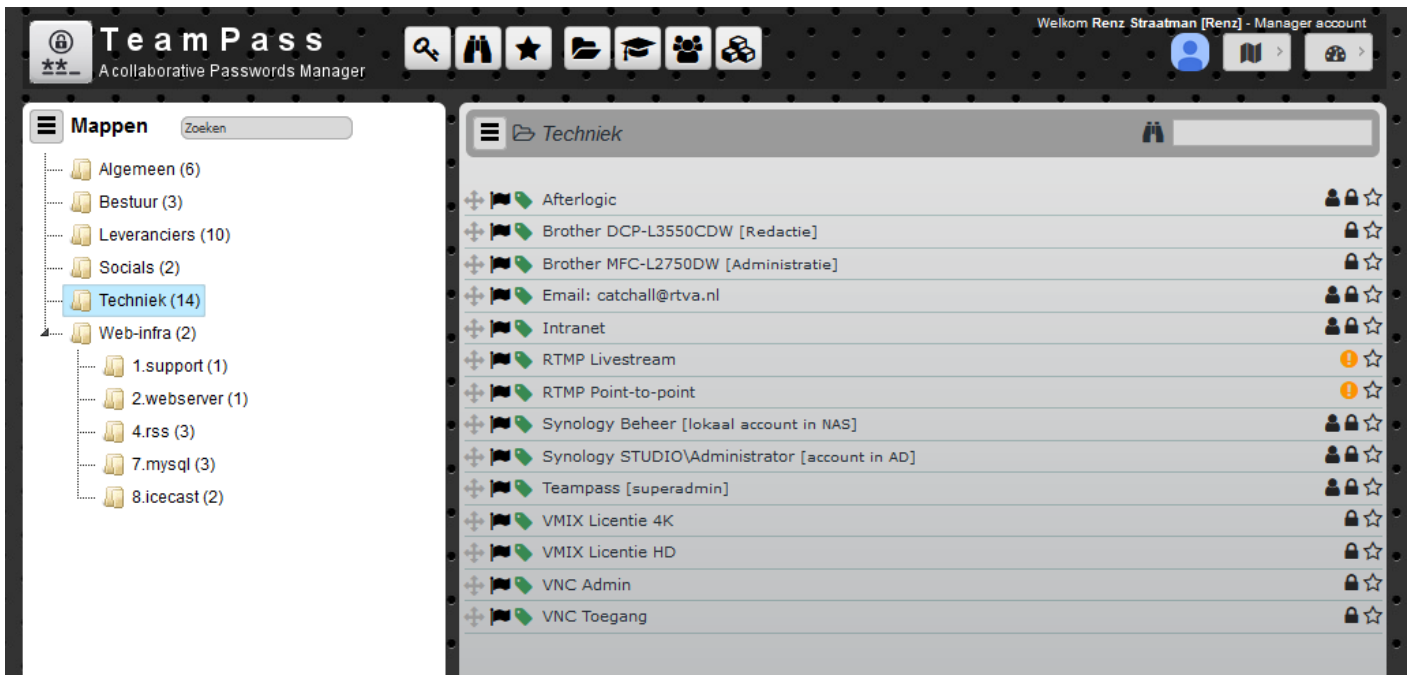 Welkom Renz Straatman [Renz] - Manager account
TeamPass
A collaborative Passwords Manager
**_
Mappen
Zoeken
Algemeen (6)
Bestuur (3)
Leveranciers (10)
Socials (2)
Techniek (14)
Web-infra (2)
1.support (1)
2.webserver (1)
4.rss (3)
7.mysql (3)
8.icecast (2)
Techniek
Afterlogic
Brother DCP-L3550CDW [Redactie]
Brother MFC-L2750DW [Administratie]
Email: catchall@rtva.nl
Intranet
RTMP Livestream
RTMP Point-to-point
Synology Beheer [lokaal account in NAS]
Synology STUDIO\Administrator [account in AD]
Teampass [superadmin]
VMIX Licentie 4K
VMIX Licentie HD
VNC Admin
VNC Toegang